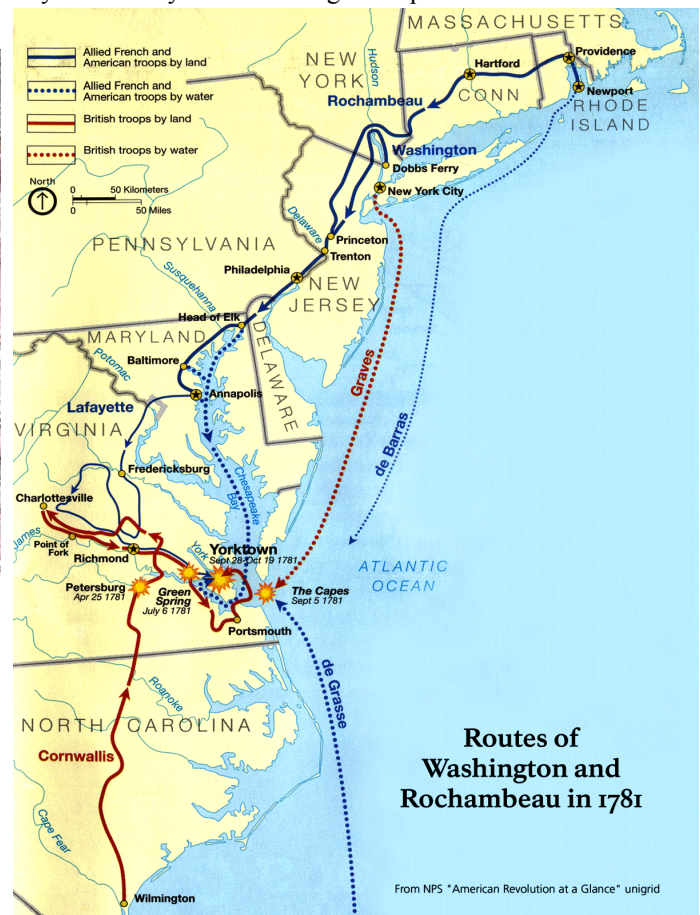 MASSACHUSETTS
Allied French and
American troops by land
Allied French and
American troops by water
British troops by land
British troops by water
North
0 50 Kilometers
0 50 Miles
NEW
YORK
Hudson
Hartford
Providence
CONN
Newport
RHODE
ISLAND
Rochambeau
Washington
Dobbs Ferry
New York City
Delaware
Princeton
Trenton
PENNSYLVANIA
Susquehanna
Philadelphia
NEW
JERSEY
Head of Elk
MARYLAND
DELAWARE
Baltimore
Potomac
Annapolis
Graves
de Barras
Lafayette
VIRGINIA
Fredericksburg
Chesapeake
Bay
Charlottesville
James
Point of
Fork
Richmond
York
Yorktown
Sept 28-Oct 19 1781
ATLANTIC
OCEAN
Petersburg
Apr 25 1781
Green
Spring
July 6 1781
The Capes
Sept 5 1781
Portsmouth
de Grasse
Roanoke
NORTH CAROLINA
Cornwallis
Cape Fear
Wilmington
Routes of
Washington and
Rochambeau in 1781
From NPS "American Revolution at a Glance" unigrid